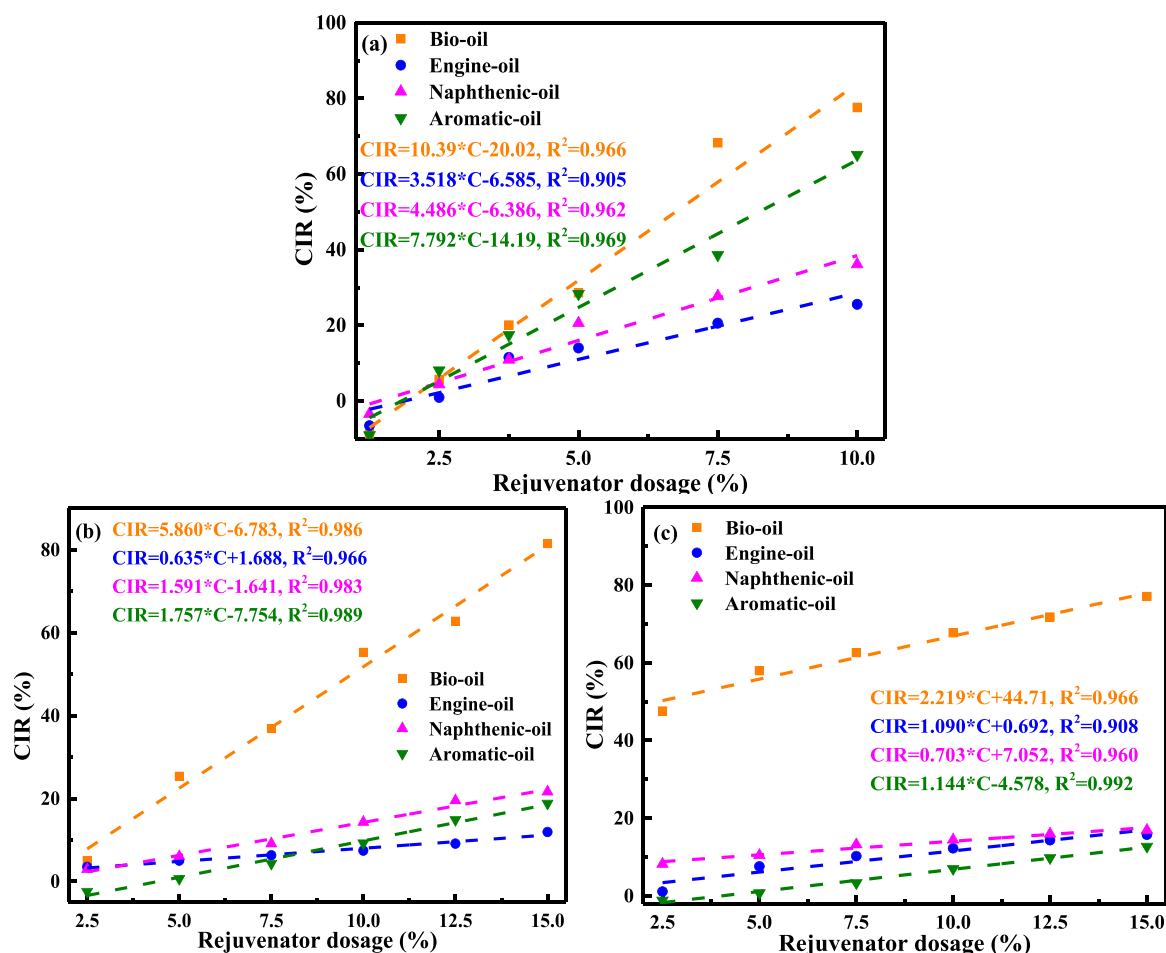 (a)
Bio-oil
Engine-oil
Naphthenic-oil
Aromatic-oil
CIR=10.39*C-20.02, R²=0.966
CIR=3.518*C-6.585, R²=0.905
CIR=4.486*C-6.386, R²=0.962
CIR=7.792*C-14.19, R²=0.969
CIR (%)
100
80
60
40
20
0
2.5 5.0 7.5 10.0
Rejuvenator dosage (%)
(b)
CIR=5.860*C-6.783, R²=0.986
CIR=0.635*C+1.688, R²=0.966
CIR=1.591*C-1.641, R²=0.983
CIR=1.757*C-7.754, R²=0.989
Bio-oil
Engine-oil
Naphthenic-oil
Aromatic-oil
CIR (%)
80
60
40
20
0
2.5 5.0 7.5 10.0 12.5 15.0
Rejuvenator dosage (%)
(c)
Bio-oil
Engine-oil
Naphthenic-oil
Aromatic-oil
CIR=2.219*C+44.71, R²=0.966
CIR=1.090*C+0.692, R²=0.908
CIR=0.703*C+7.052, R²=0.960
CIR=1.144*C-4.578, R²=0.992
CIR (%)
100
80
60
40
20
0
2.5 5.0 7.5 10.0 12.5 15.0
Rejuvenator dosage (%)